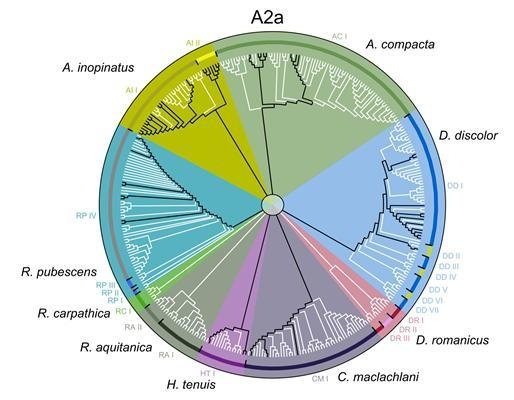 A2a
AI II
AC I
A. compacta
A. inopinatus
AI I
D. discolor
DD I
RP IV
DD II
DD III
DD IV
R. pubescens
RP III
RP II
RP I
DD V
DD VI
DD VII
R. carpathica
RC I
DR I
DR II
DR III
D. romanicus
RA II
R. aquitanica
RA I
HT I
H. tenuis
CM I
C. maclachlani